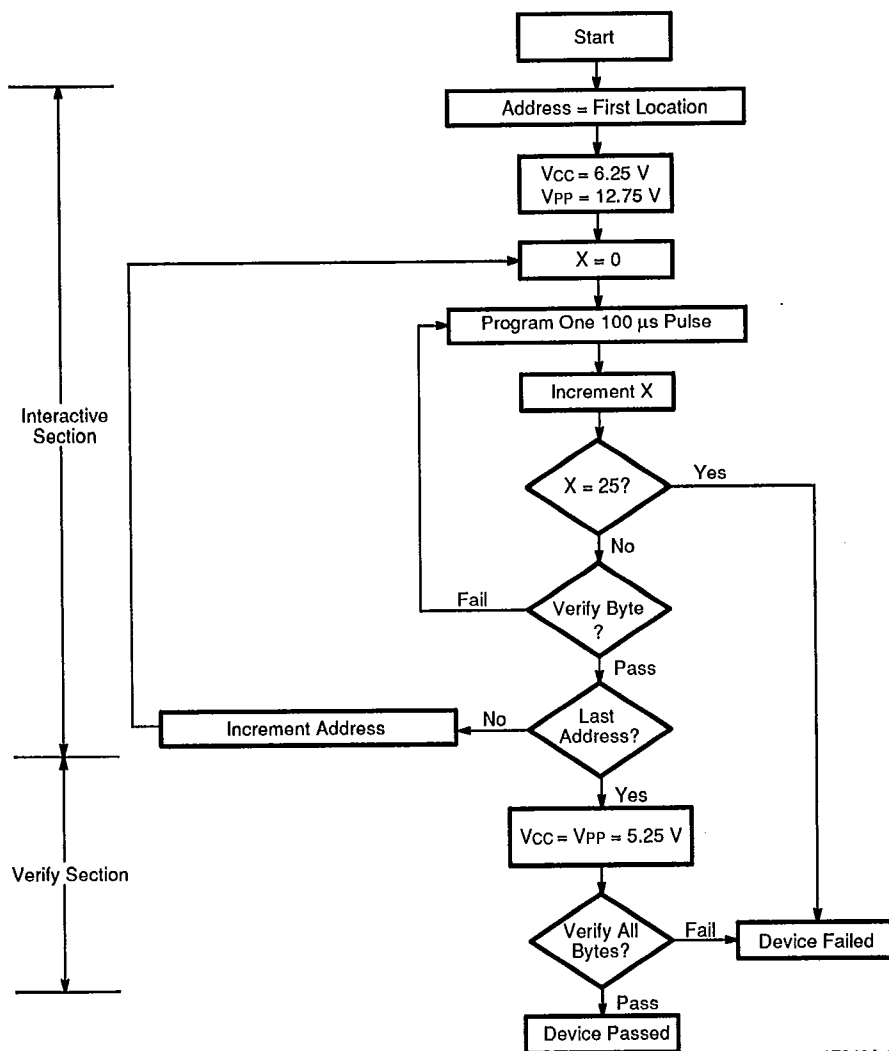 Start
Address = First Location
VCC = 6.25 V
VPP = 12.75 V
X = 0
Program One 100 μs Pulse
Increment X
Interactive
Section
X = 25?
Yes
No
Fail
Verify Byte
?
Pass
Increment Address
No
Last
Address?
Yes
VCC = VPP = 5.25 V
Verify Section
Verify All
Bytes?
Fail
Device Failed
Pass
Device Passed